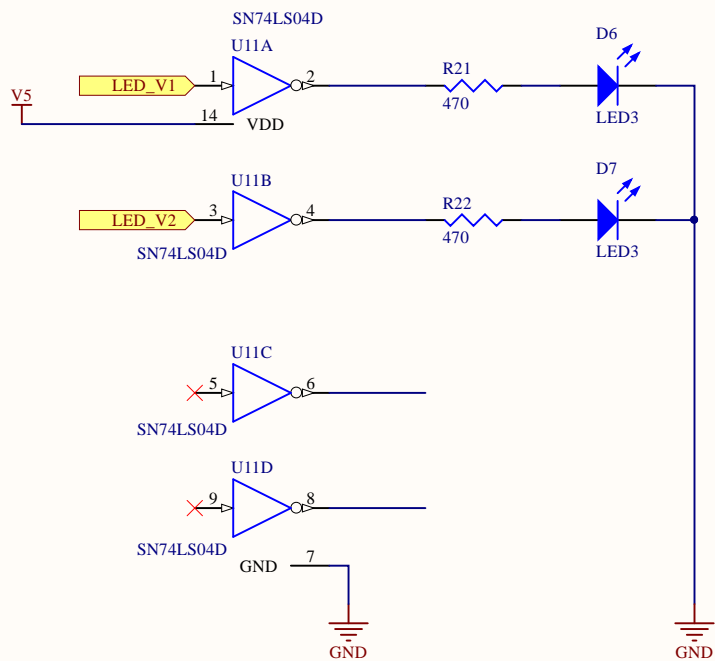 SN74LS04D
U11A
D6
LED_V1
1
2
R21
470
LED3
V5
14
VDD
U11B
D7
LED_V2
3
4
R22
470
LED3
SN74LS04D
U11C
5
6
SN74LS04D
U11D
9
8
SN74LS04D
GND
7
GND
GND